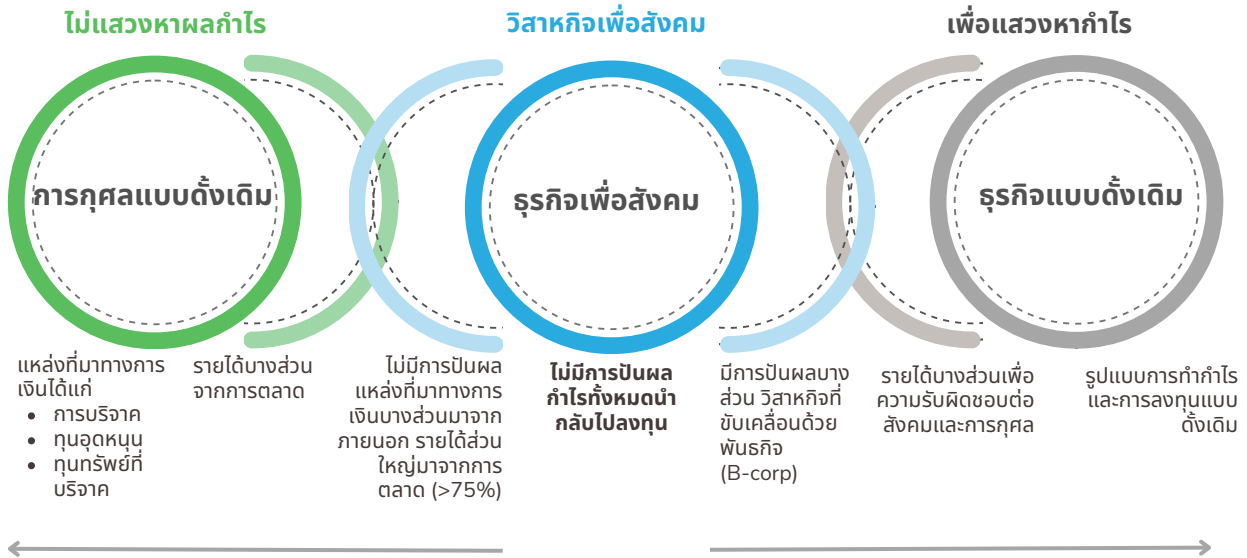 ไม่แสวงหาผลกำไร
วิสาหกิจเพื่อสังคม
เพื่อแสวงหากำไร
การกุศลแบบดั้งเดิม
ธุรกิจเพื่อสังคม
ธุรกิจแบบดั้งเดิม
แหล่งที่มาทางการ
เงินได้แก่
• การบริจาค
• ทุนอุดหนุน
• ทุนทรัพย์ที่
บริจาค
รายได้บางส่วน
จากการตลาด
ไม่มีการปันผล
แหล่งที่มาทางการ
เงินบางส่วนมาจาก
ภายนอก รายได้ส่วน
ใหญ่มาจากการ
ตลาด (>75%)
ไม่มีการปันผล
กำไรทั้งหมดนำ
กลับไปลงทุน
มีการปันผลบาง
ส่วน วิสาหกิจที่
ขับเคลื่อนด้วย
พันธกิจ
(B-corp)
รายได้บางส่วนเพื่อ
ความรับผิดชอบต่อ
สังคมและการกุศล
รูปแบบการทำกำไร
และการลงทุนแบบ
ดั้งเดิม